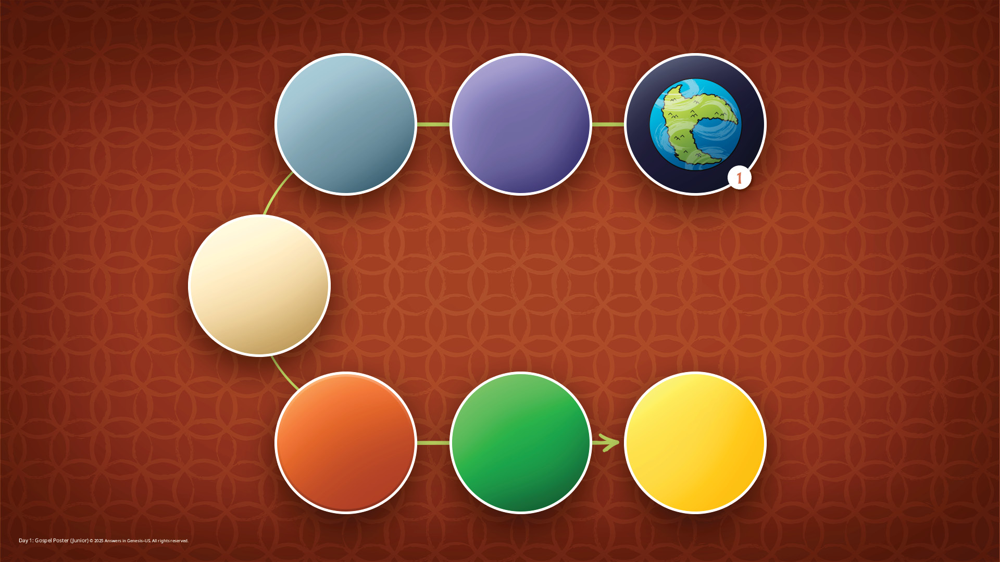 1
Day 1: Gospel Poster (Junior) © 2025 Answers in Genesis–US. All rights reserved.